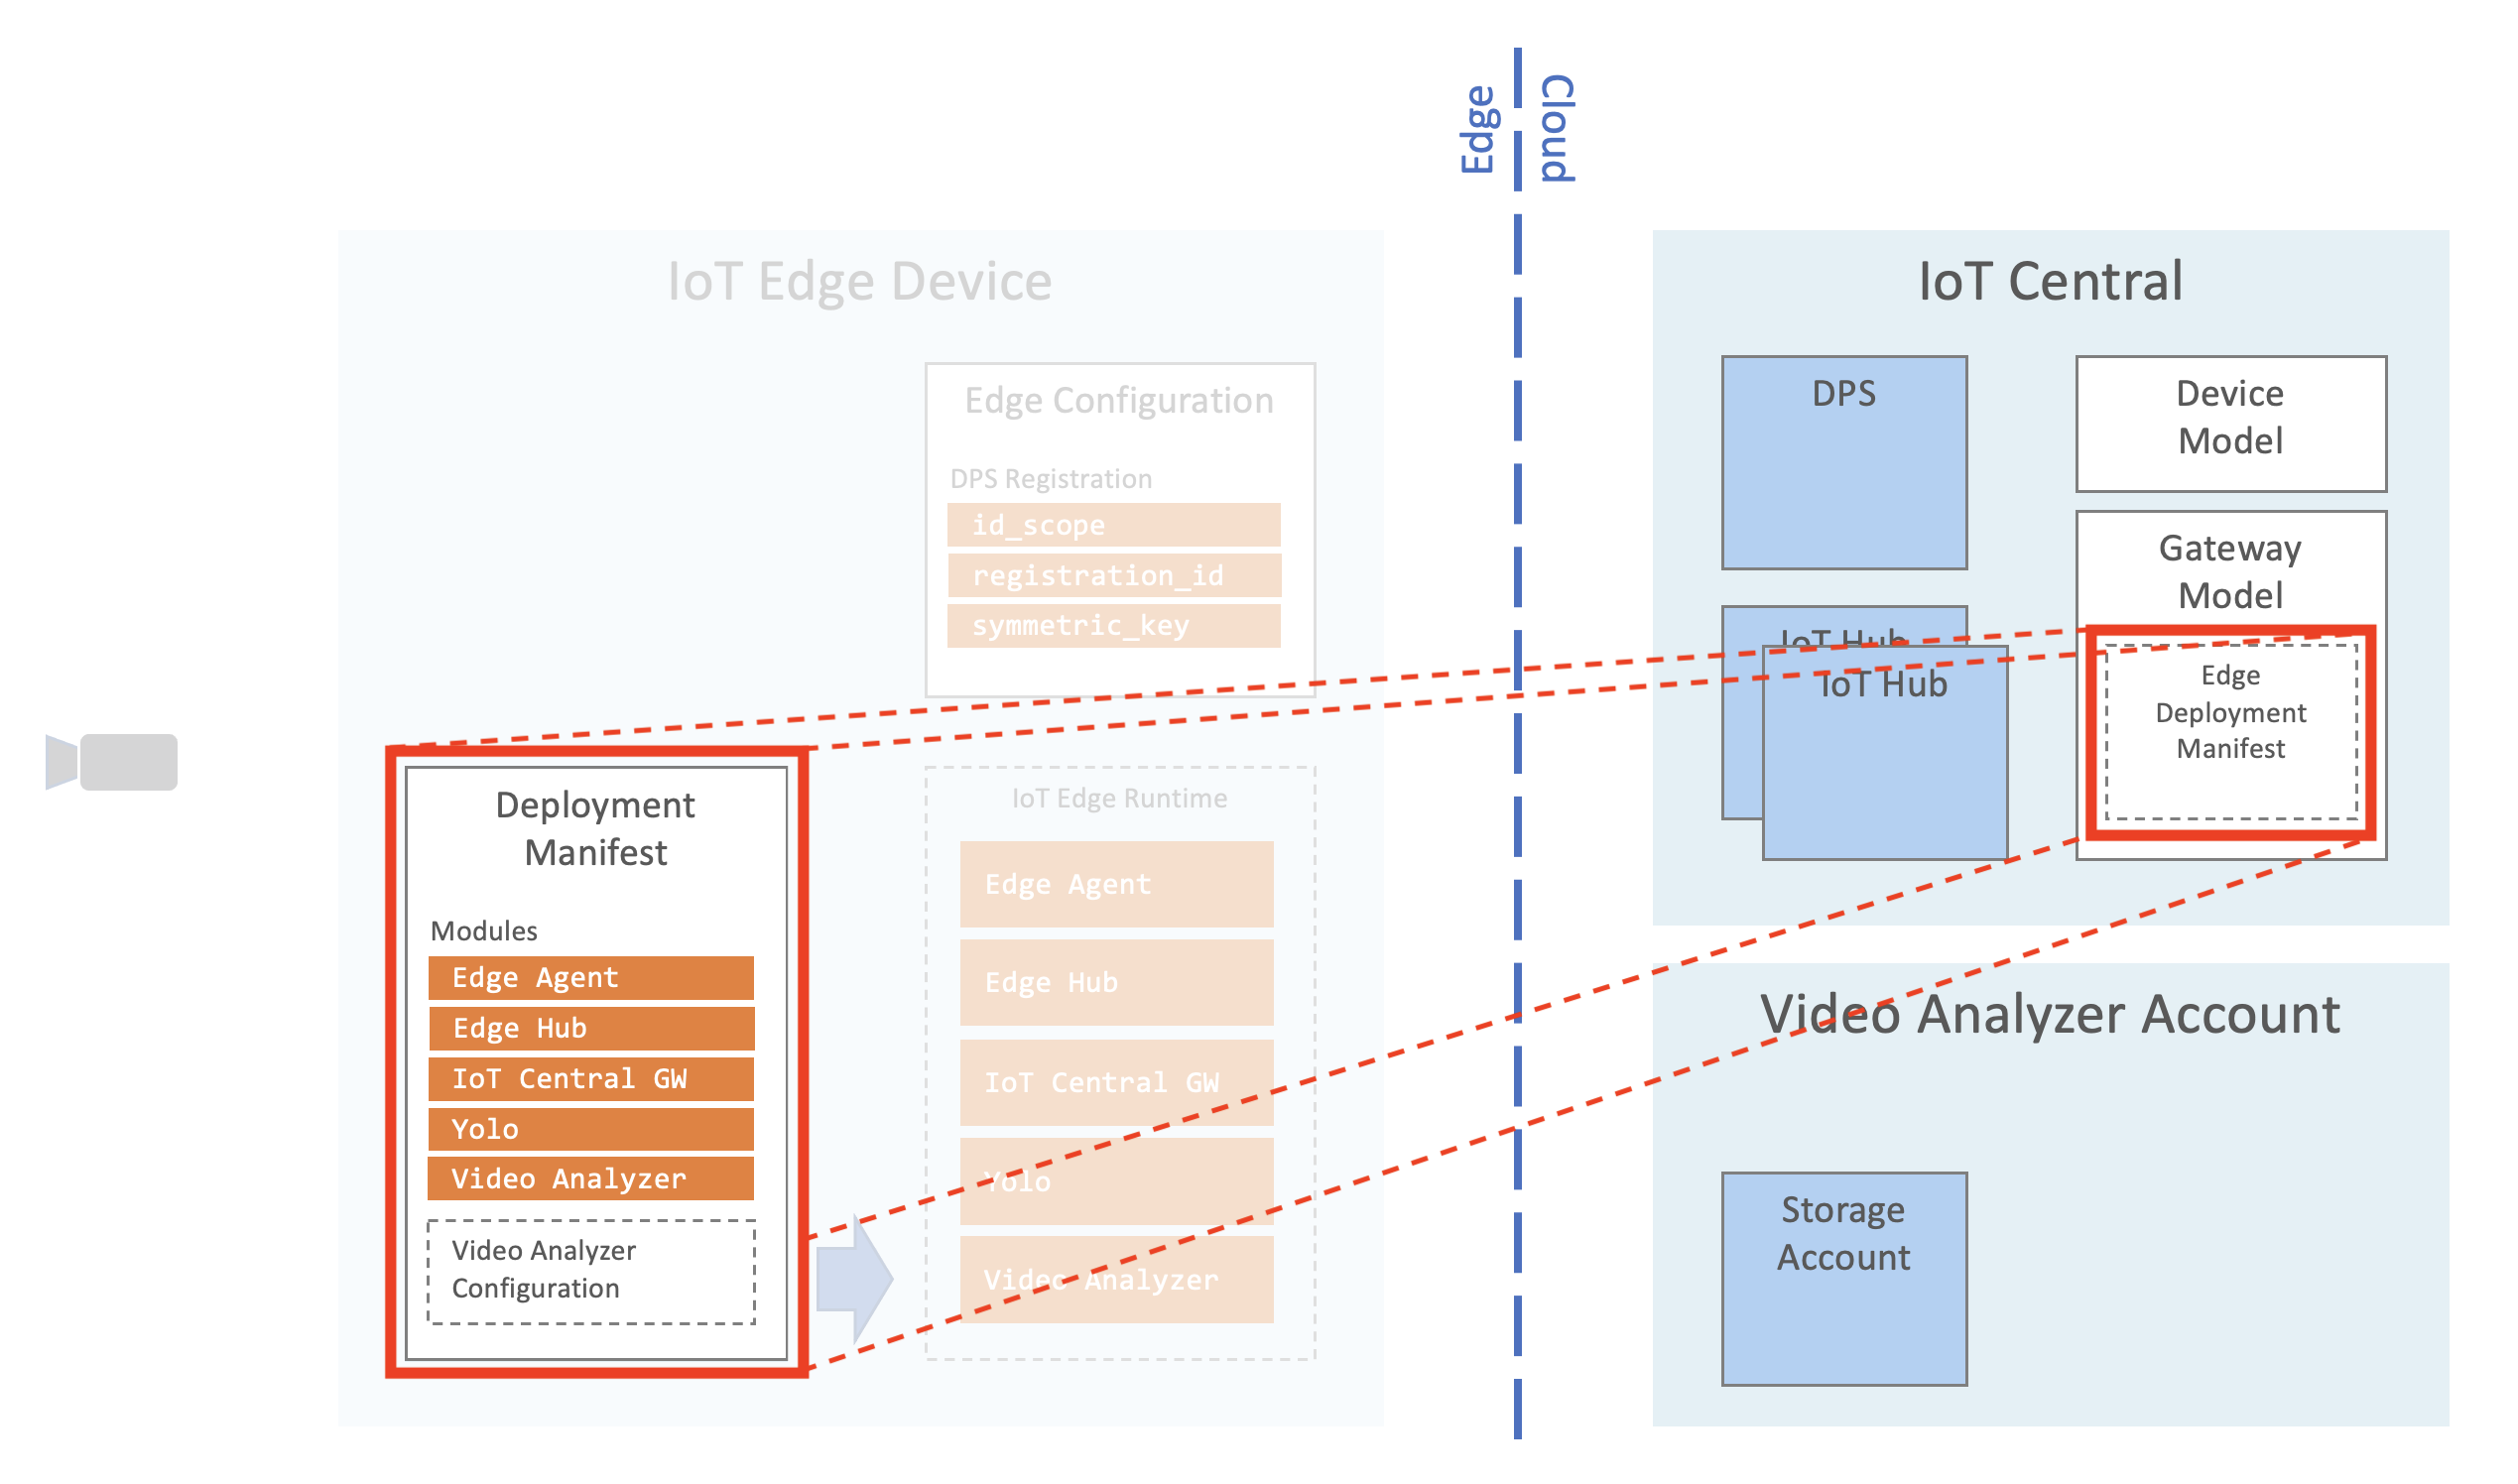 Edge
Cloud
IoT Edge Device
Edge Configuration
DPS Registration
id_scope
registration_id
symmetric_key
Deployment
Manifest
Modules
Edge Agent
Edge Hub
IoT Central GW
Yolo
Video Analyzer
Video Analyzer
Configuration
IoT Edge Runtime
Edge Agent
Edge Hub
IoT Central GW
Yolo
Video Analyzer
IoT Central
DPS
Device
Model
Gateway
Model
IoT Hub
IoT Hub
Edge
Deployment
Manifest
Video Analyzer Account
Storage
Account